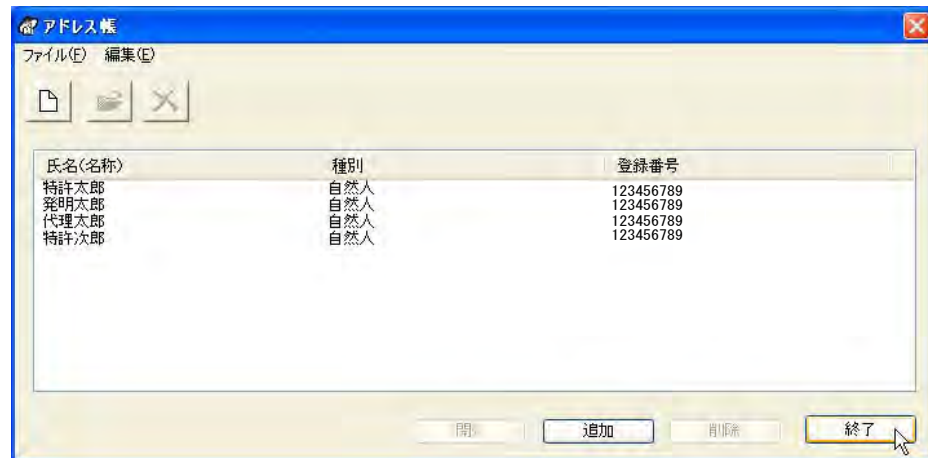 アドレス帳
ファイル(F) 編集(E)
氏名(名称) 種別 登録番号
特許太郎 自然人 123456789
発明太郎 自然人 123456789
代理太郎 自然人 123456789
特許次郎 自然人 123456789
開く 追加 削除 終了